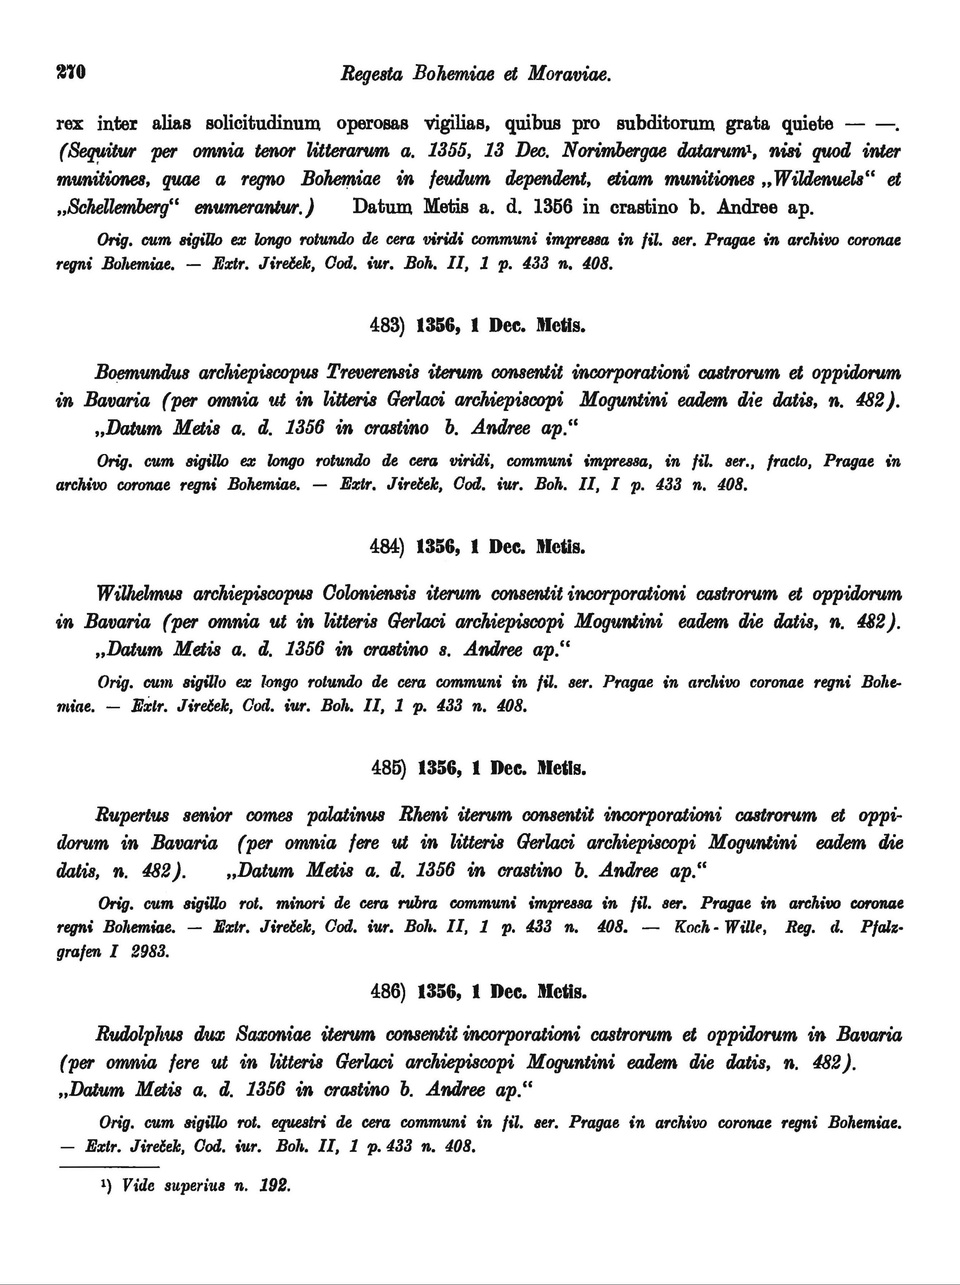 270 Regesta Bohemiae et Moraviae.
rex inter alias solicitudinum operosas vigilias, quibus pro subditorum grata quiete — —.
(Sequitur per omnia tenor litterarum a. 1355, 13 Dec. Norimbergae datarum¹, nisi quod inter
munitiones, quae a regno Bohemiae in feudum dependent, etiam munitiones „Wildenuels“ et
„Schellemberg“ enumerantur.) Datum Metis a. d. 1356 in crastino b. Andree ap.
Orig. cum sigillo ex longo rotundo de cera viridi communi impressa in fil. ser. Pragae in archivo coronae
regni Bohemiae. — Extr. Jireček, Cod. iur. Boh. II, 1 p. 433 n. 408.
483) 1356, 1 Dec. Metis.
Boemundus archiepiscopus Treverensis iterum consentit incorporationi castrorum et oppidorum
in Bavaria (per omnia ut in litteris Gerlaci archiepiscopi Moguntini eadem die datis, n. 482).
„Datum Metis a. d. 1356 in crastino b. Andree ap.“
Orig. cum sigillo ex longo rotundo de cera viridi, communi impressa, in fil. ser., fracto, Pragae in
archivo coronae regni Bohemiae. — Extr. Jireček, Cod. iur. Boh. II, I p. 433 n. 408.
484) 1356, 1 Dec. Metis.
Wilhelmus archiepiscopus Coloniensis iterum consentit incorporationi castrorum et oppidorum
in Bavaria (per omnia ut in litteris Gerlaci archiepiscopi Moguntini eadem die datis, n. 482).
„Datum Metis a. d. 1356 in crastino s. Andree ap.“
Orig. cum sigillo ex longo rotundo de cera communi in fil. ser. Pragae in archivo coronae regni Bohe-
miae. — Extr. Jireček, Cod. iur. Boh. II, 1 p. 433 n. 408.
485) 1356, 1 Dec. Metis.
Rupertus senior comes palatinus Rheni iterum consentit incorporationi castrorum et oppi-
dorum in Bavaria (per omnia fere ut in litteris Gerlaci archiepiscopi Moguntini eadem die
datis, n. 482). „Datum Metis a. d. 1356 in crastino b. Andree ap.“
Orig. cum sigillo rot. minori de cera rubra communi impressa in fil. ser. Pragae in archivo coronae
regni Bohemiae. — Extr. Jireček, Cod. iur. Boh. II, 1 p. 433 n. 408. — Koch-Wille, Reg. d. Pfalz-
grafen I 2983.
486) 1356, 1 Dec. Metis.
Rudolphus dux Saxoniae iterum consentit incorporationi castrorum et oppidorum in Bavaria
(per omnia fere ut in litteris Gerlaci archiepiscopi Moguntini eadem die datis, n. 482).
„Datum Metis a. d. 1356 in crastino b. Andree ap.“
Orig. cum sigillo rot. equestri de cera communi in fil. ser. Pragae in archivo coronae regni Bohemiae.
— Extr. Jireček, Cod. iur. Boh. II, 1 p. 433 n. 408.
¹) Vide superius n. 192.